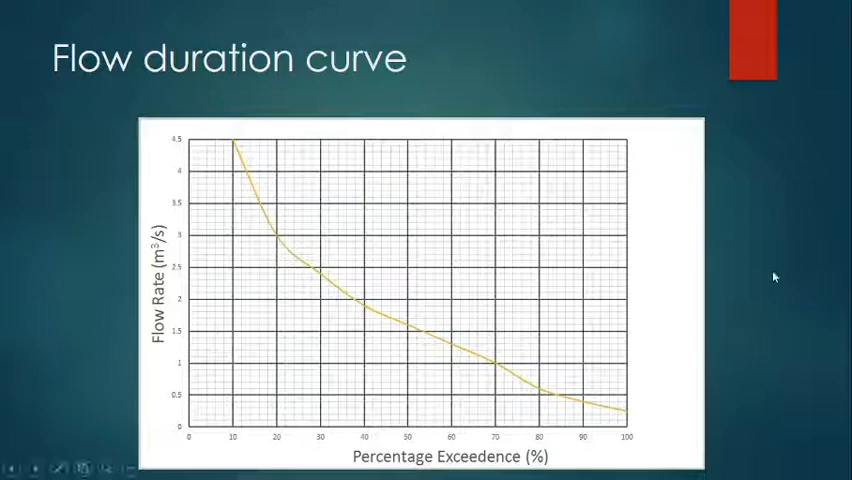 Flow duration curve
4.5
4
3.5
3
2.5
2
1.5
1
0.5
0
Flow Rate (m³/s)
0 10 20 30 40 50 60 70 80 90 100
Percentage Exceedence (%)